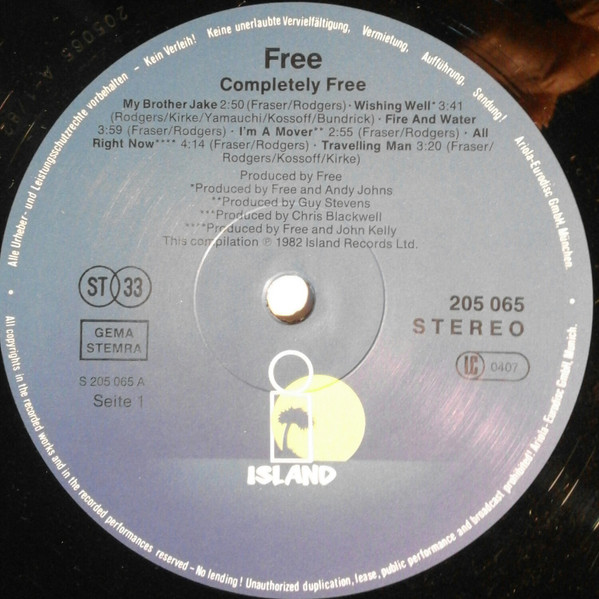 Free
Completely Free
My Brother Jake 2:50 (Fraser/Rodgers) · Wishing Well* 3:41
(Rodgers/Kirke/Yamauchi/Kossoff/Bundrick) · Fire And Water
3:59 (Fraser/Rodgers) · I'm A Mover** 2:55 (Fraser/Rodgers) · All
Right Now**** 4:14 (Fraser/Rodgers) · Travelling Man 3:20 (Fraser/
Rodgers/Kossoff/Kirke)
Produced by Free
*Produced by Free and Andy Johns
**Produced by Guy Stevens
***Produced by Chris Blackwell
****Produced by Free and John Kelly
This compilation ℗ 1982 Island Records Ltd.
ST 33
GEMA
STEMRA
S 205 065 A
Seite 1
205 065
STEREO
LC 0407
ISLAND
Alle Urheber- und Leistungsschutzrechte vorbehalten - Kein Verleih! Keine unerlaubte Vervielfältigung, Vermietung, Aufführung, Sendung! Ariola-Eurodisc GmbH, München.
All copyrights in the recorded works and in the recorded performances reserved - No lending! Unauthorized duplication, lease, public performance and broadcast prohibited! Ariola-Eurodisc GmbH, Munich.